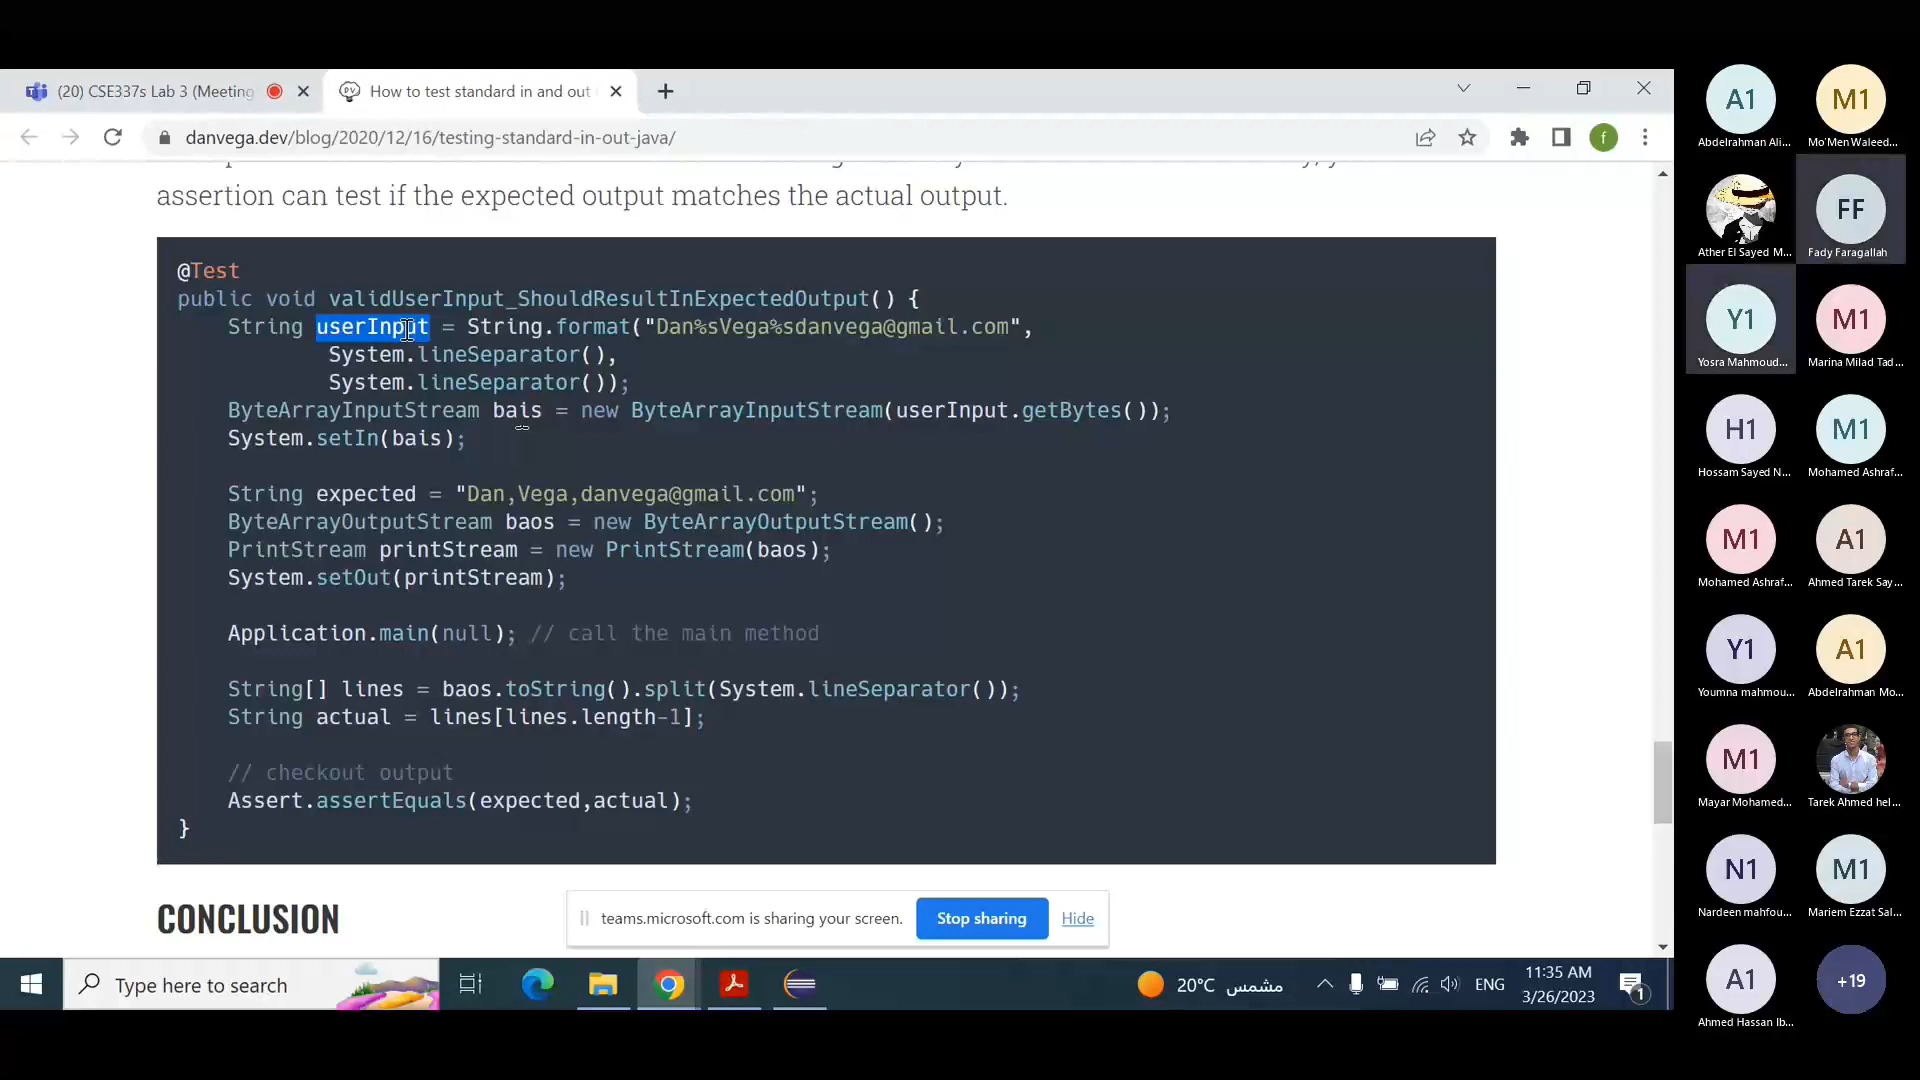 (20) CSE337s Lab 3 (Meeting
How to test standard in and out
danvega.dev/blog/2020/12/16/testing-standard-in-out-java/
f
assertion can test if the expected output matches the actual output.
@Test
public void validUserInput_ShouldResultInExpectedOutput() {
String userInput = String.format("Dan%sVega%sdanvega@gmail.com",
System.lineSeparator(),
System.lineSeparator());
ByteArrayInputStream bais = new ByteArrayInputStream(userInput.getBytes());
System.setIn(bais);
String expected = "Dan,Vega,danvega@gmail.com";
ByteArrayOutputStream baos = new ByteArrayOutputStream();
PrintStream printStream = new PrintStream(baos);
System.setOut(printStream);
Application.main(null); // call the main method
String[] lines = baos.toString().split(System.lineSeparator());
String actual = lines[lines.length-1];
// checkout output
Assert.assertEquals(expected,actual);
}
CONCLUSION
teams.microsoft.com is sharing your screen.
Stop sharing
Hide
Type here to search
20°C مشمس
ENG
11:35 AM
3/26/2023
1
A1
Abdelrahman Ali...
M1
Mo'Men Waleed...
Ather El Sayed M...
FF
Fady Faragallah
Y1
Yosra Mahmoud...
M1
Marina Milad Tad...
H1
Hossam Sayed N...
M1
Mohamed Ashraf...
M1
Mohamed Ashraf...
A1
Ahmed Tarek Say...
Y1
Youmna mahmou...
A1
Abdelrahman Mo...
M1
Mayar Mohamed...
Tarek Ahmed hel...
N1
Nardeen mahfou...
M1
Mariem Ezzat Sal...
A1
Ahmed Hassan Ib...
+19